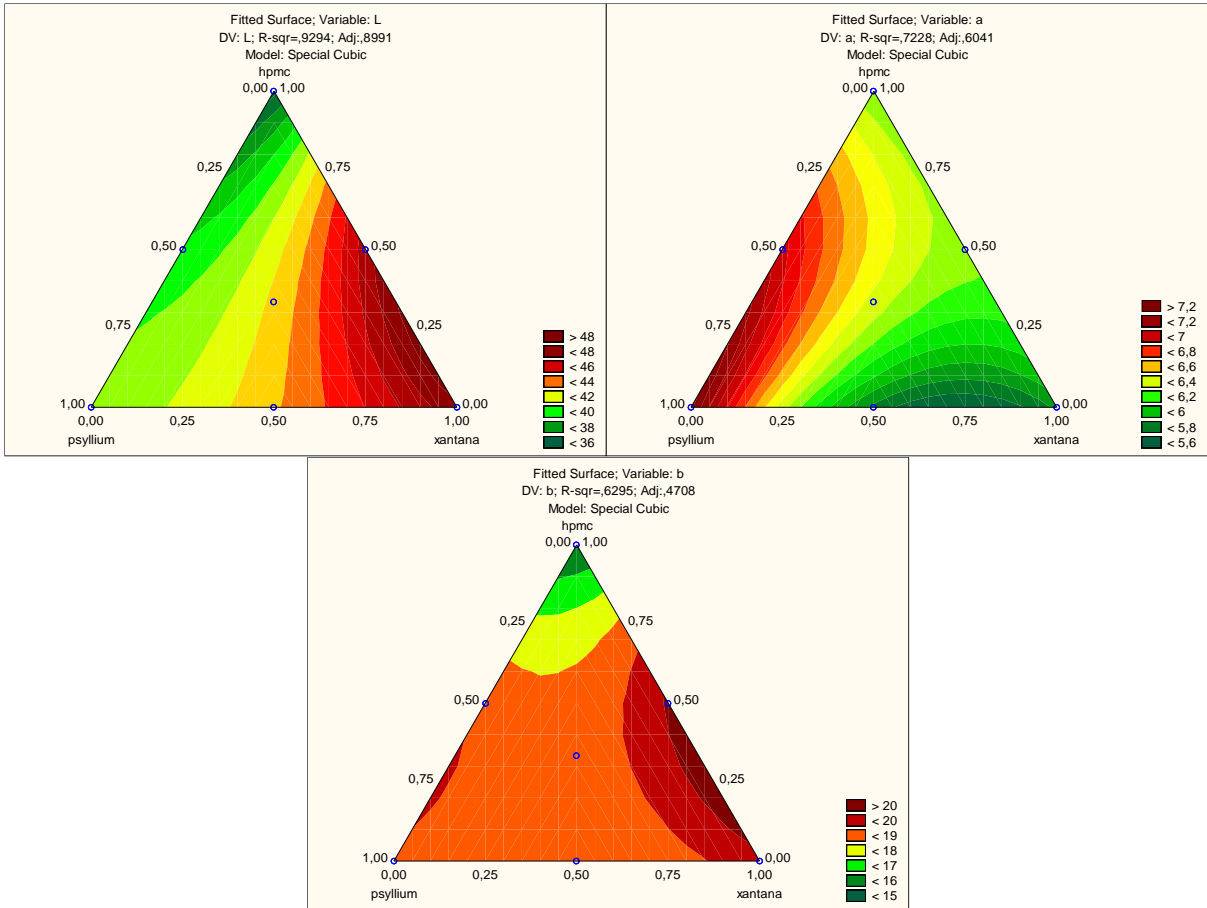 Fitted Surface; Variable: L
DV: L; R-sqr=,9294; Adj:,8991
Model: Special Cubic
hpmc
0,00 1,00
0,25 0,75
0,50 0,50
0,75 0,25
1,00 0,00
0,00 0,25 0,50 0,75 1,00
psyllium xantana
> 48
< 48
< 46
< 44
< 42
< 40
< 38
< 36
Fitted Surface; Variable: a
DV: a; R-sqr=,7228; Adj:,6041
Model: Special Cubic
hpmc
0,00 1,00
0,25 0,75
0,50 0,50
0,75 0,25
1,00 0,00
0,00 0,25 0,50 0,75 1,00
psyllium xantana
> 7,2
< 7,2
< 7
< 6,8
< 6,6
< 6,4
< 6,2
< 6
< 5,8
< 5,6
Fitted Surface; Variable: b
DV: b; R-sqr=,6295; Adj:,4708
Model: Special Cubic
hpmc
0,00 1,00
0,25 0,75
0,50 0,50
0,75 0,25
1,00 0,00
0,00 0,25 0,50 0,75 1,00
psyllium xantana
> 20
< 20
< 19
< 18
< 17
< 16
< 15